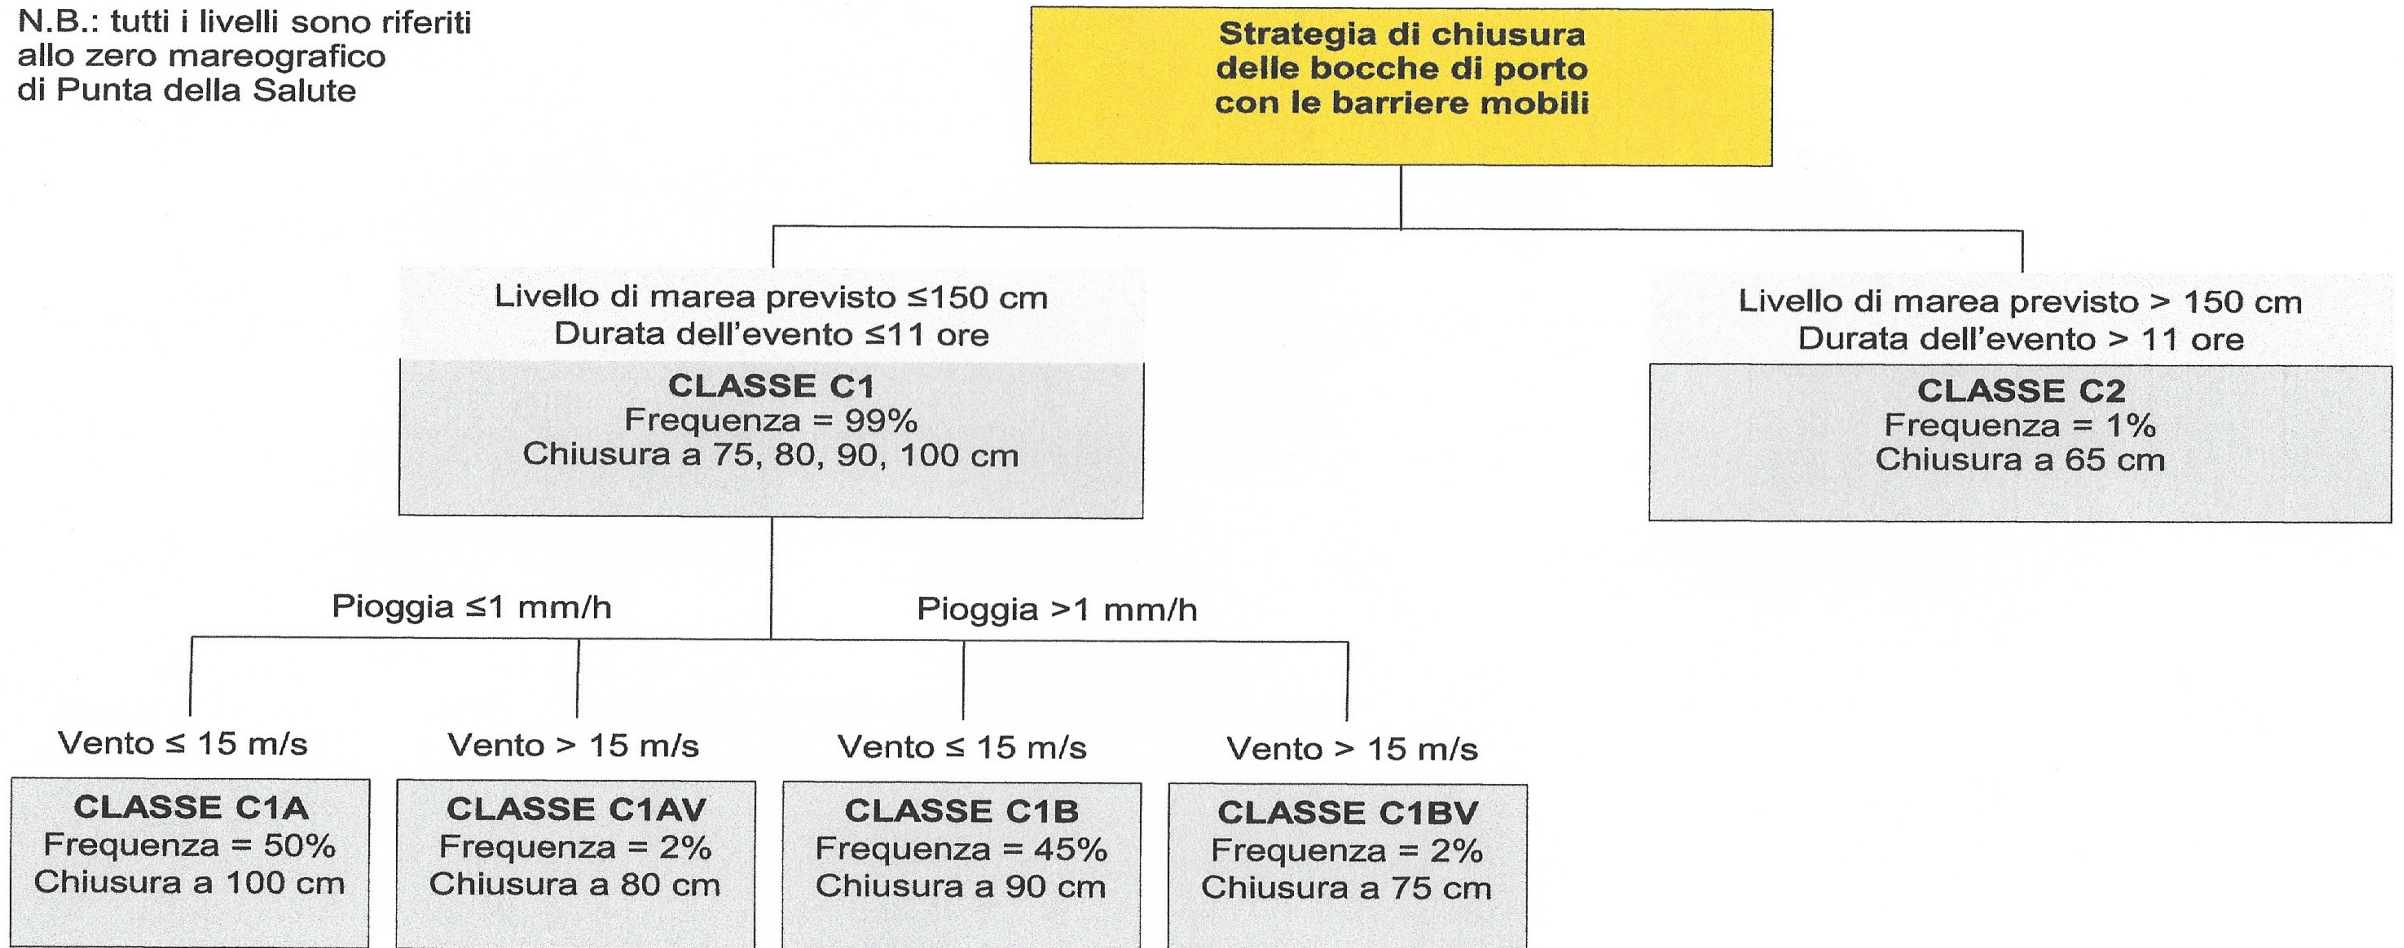 N.B.: tutti i livelli sono riferiti
allo zero mareografico
di Punta della Salute
Strategia di chiusura
delle bocche di porto
con le barriere mobili
Livello di marea previsto ≤150 cm
Durata dell'evento ≤11 ore
CLASSE C1
Frequenza = 99%
Chiusura a 75, 80, 90, 100 cm
Livello di marea previsto > 150 cm
Durata dell'evento > 11 ore
CLASSE C2
Frequenza = 1%
Chiusura a 65 cm
Pioggia ≤1 mm/h
Pioggia >1 mm/h
Vento ≤ 15 m/s
CLASSE C1A
Frequenza = 50%
Chiusura a 100 cm
Vento > 15 m/s
CLASSE C1AV
Frequenza = 2%
Chiusura a 80 cm
Vento ≤ 15 m/s
CLASSE C1B
Frequenza = 45%
Chiusura a 90 cm
Vento > 15 m/s
CLASSE C1BV
Frequenza = 2%
Chiusura a 75 cm